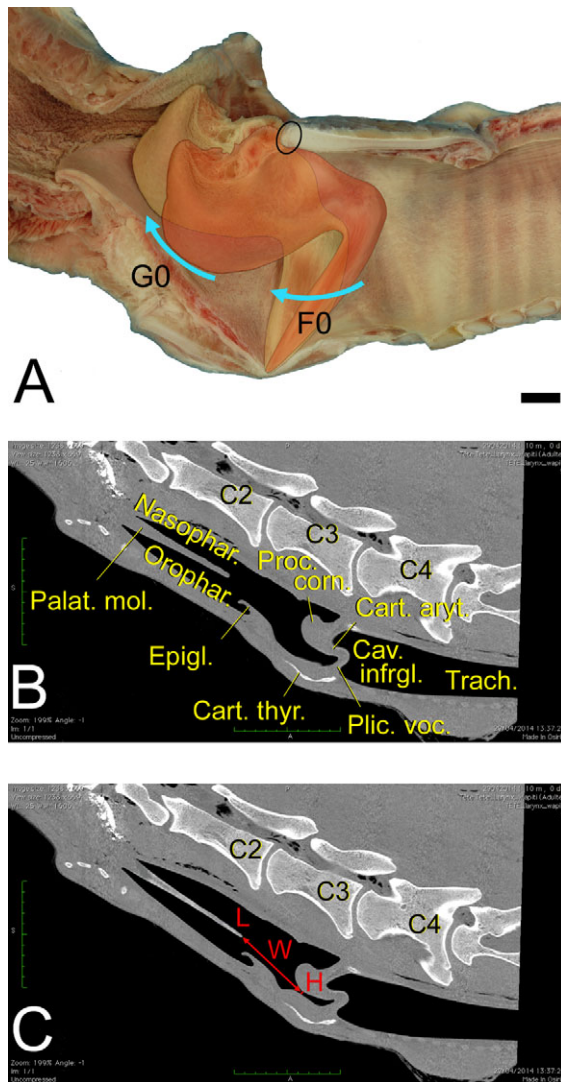 G0
F0
A
C2
C3
C4
Nasophar.
Orophar.
Proc.
corn.
Palat. mol.
Cart. aryt.
Epigl.
Cav.
infrgl.
Trach.
Cart. thyr.
Plic. voc.
Zoom: 199% Angle: -1
Im: 1/1
Uncompressed
A
Made In Osiri
B
C2
C3
C4
L
W
H
Zoom: 199% Angle: -1
Im: 1/1
Uncompressed
A
Made In Osiri
C